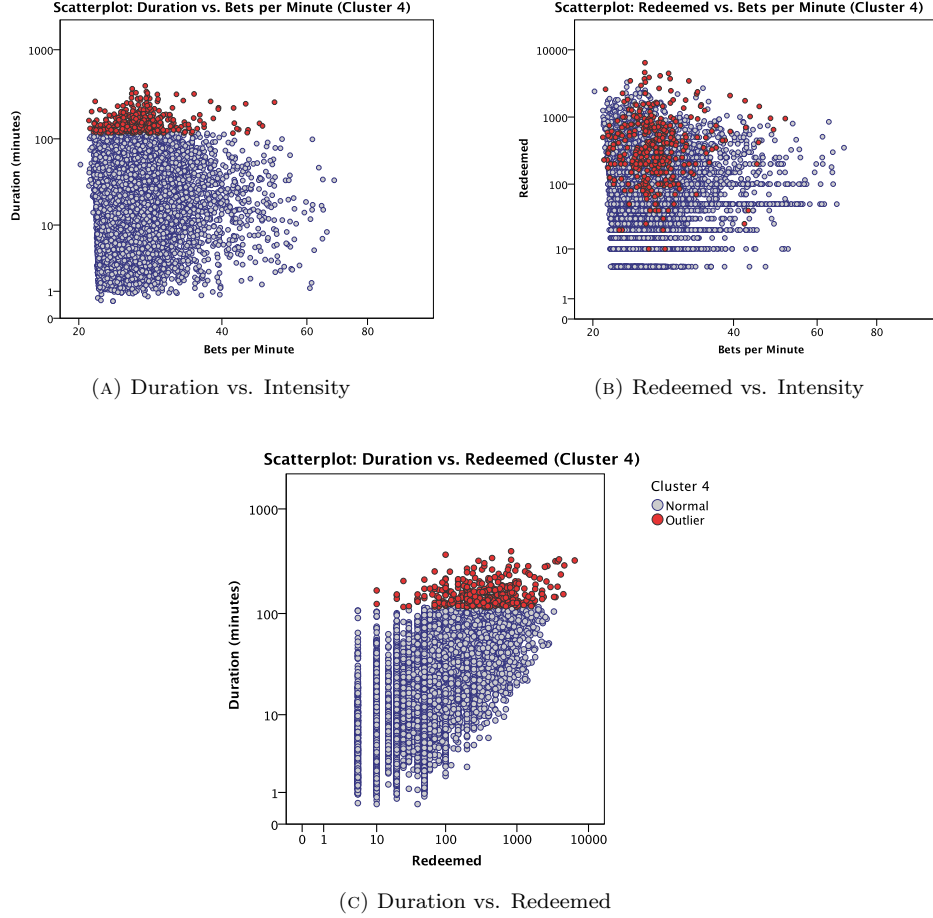 Scatterplot: Duration vs. Bets per Minute (Cluster 4)
Duration (minutes)
1000
100
10
1
0
20
40
60
80
Bets per Minute
(A) Duration vs. Intensity
Scatterplot: Redeemed vs. Bets per Minute (Cluster 4)
Redeemed
10000
1000
100
10
1
0
20
40
60
80
Bets per Minute
(B) Redeemed vs. Intensity
Scatterplot: Duration vs. Redeemed (Cluster 4)
Duration (minutes)
1000
100
10
1
0
0
1
10
100
1000
10000
Redeemed
Cluster 4
Normal
Outlier
(C) Duration vs. Redeemed